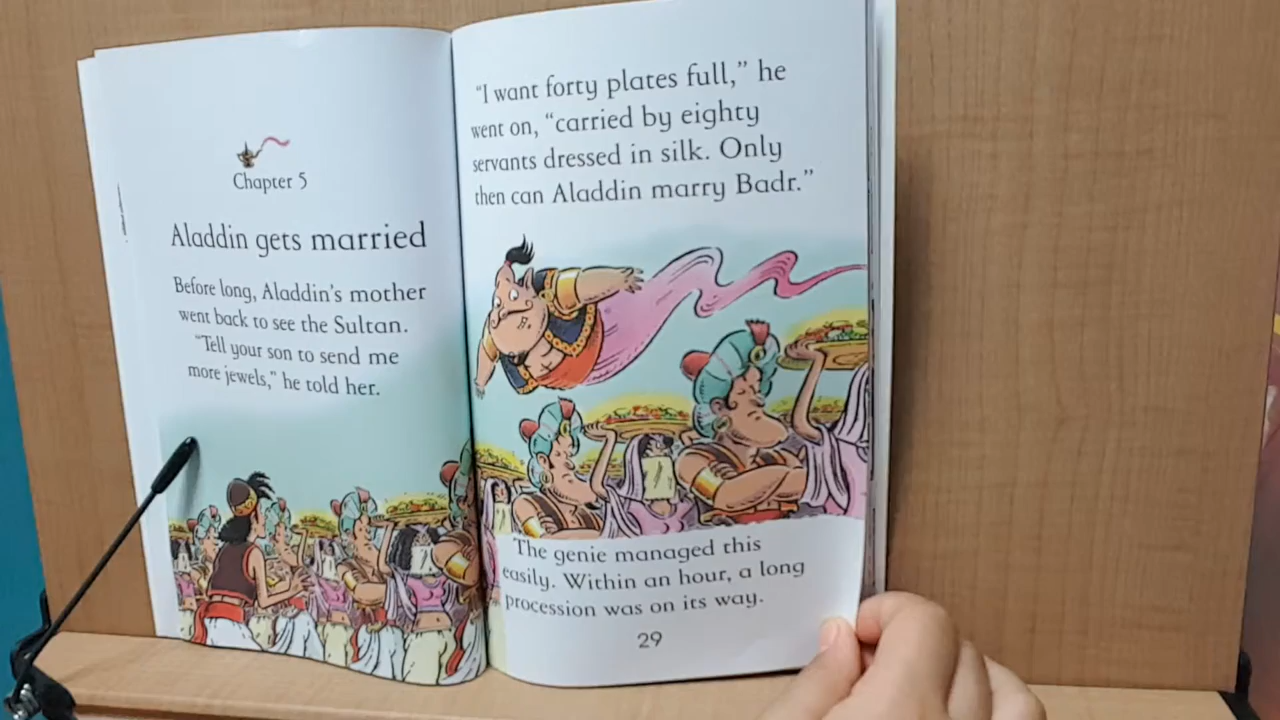 Chapter 5
Aladdin gets married
Before long, Aladdin's mother
went back to see the Sultan.
"Tell your son to send me
more jewels," he told her.
"I want forty plates full," he
went on, "carried by eighty
servants dressed in silk. Only
then can Aladdin marry Badr."
The genie managed this
easily. Within an hour, a long
procession was on its way.
29